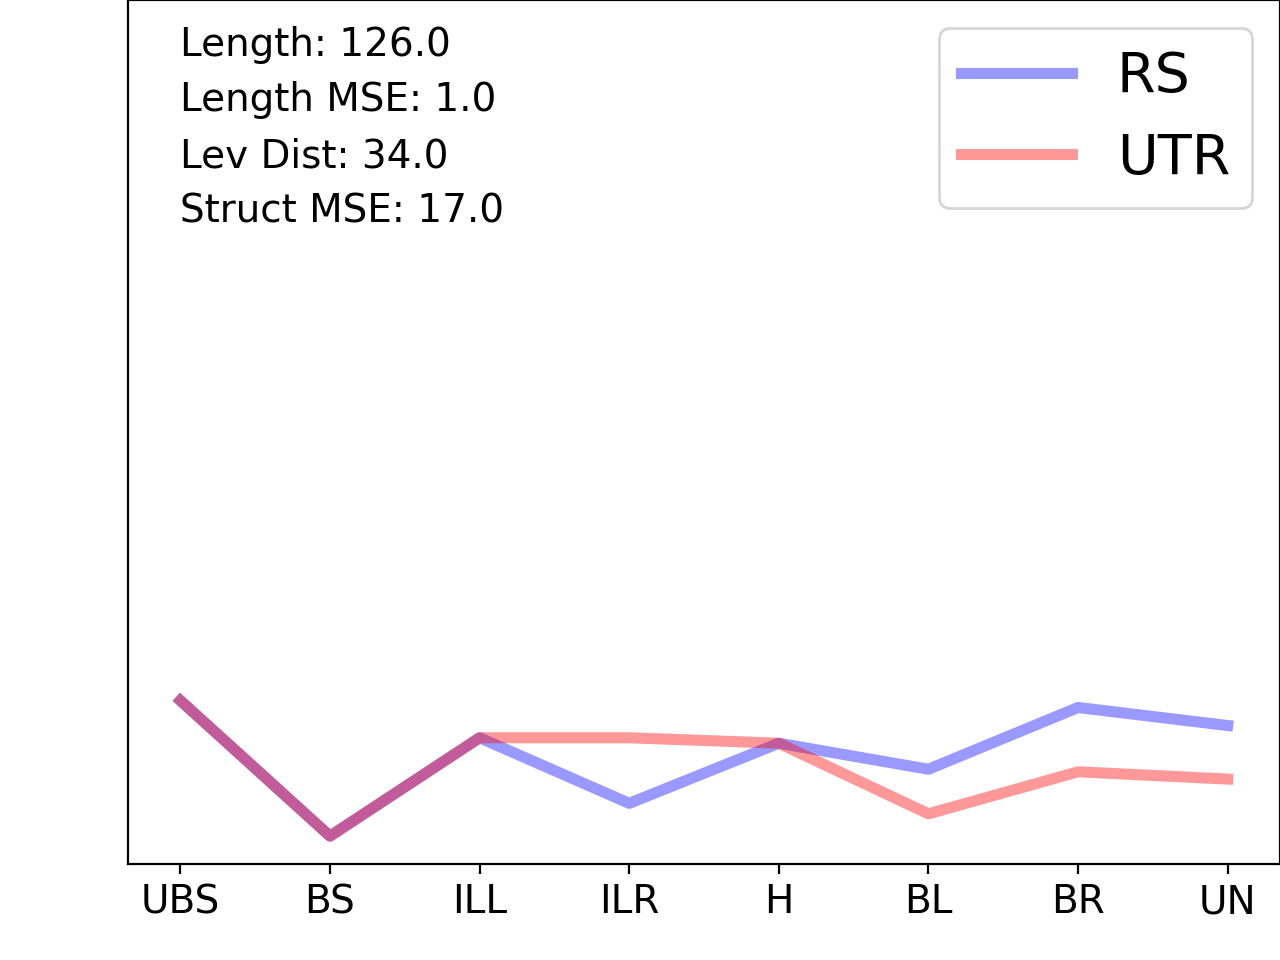 Length: 126.0
Length MSE: 1.0
Lev Dist: 34.0
Struct MSE: 17.0
RS
UTR
UBS BS ILL ILR H BL BR UN